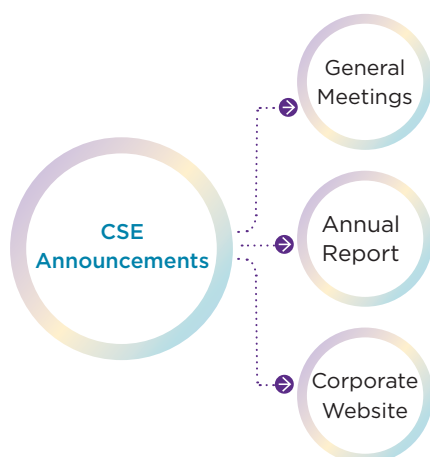 CSE
Announcements
General
Meetings
Annual
Report
Corporate
Website